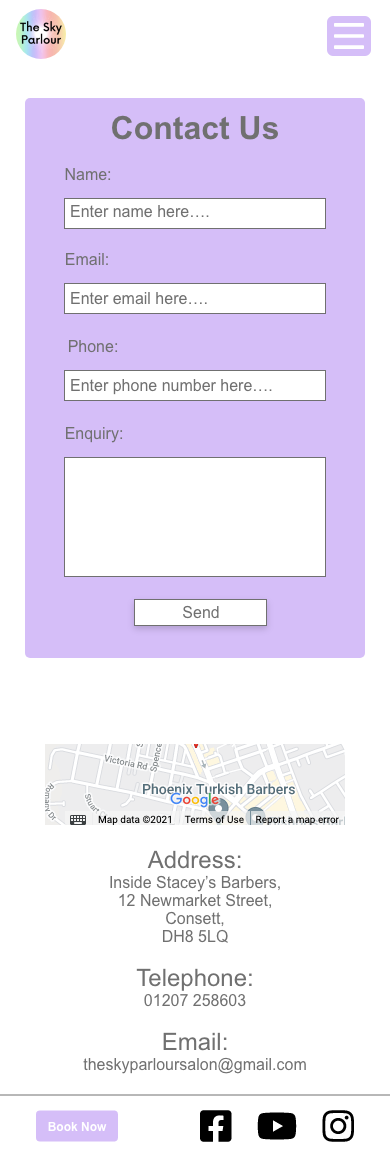 The Sky
Parlour
Contact Us
Name:
Enter name here….
Email:
Enter email here….
Phone:
Enter phone number here….
Enquiry:
Send
Victoria Rd
Spence
Romany Dr
Stuar
Phoenix Turkish Barbers
Google
Map data ©2021
Terms of Use
Report a map error
Address:
Inside Stacey’s Barbers,
12 Newmarket Street,
Consett,
DH8 5LQ
Telephone:
01207 258603
Email:
theskyparloursalon@gmail.com
Book Now